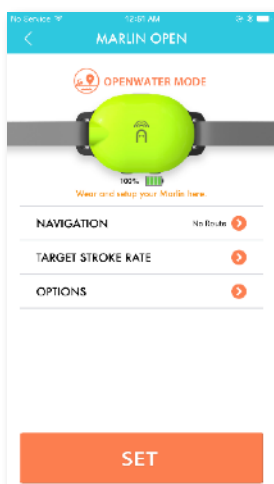 No Service 12:51 AM
MARLIN OPEN
OPENWATER MODE
100%
Wear and setup your Marlin here.
NAVIGATION No Route
TARGET STROKE RATE
OPTIONS
SET